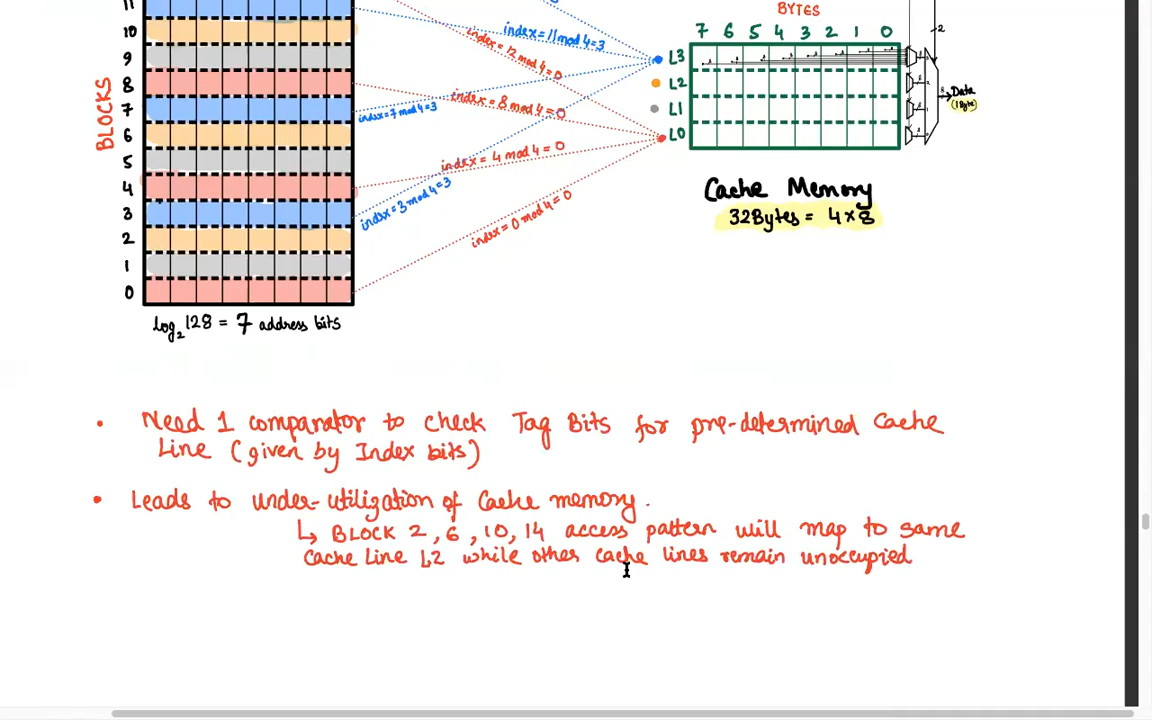 11
10
9
8
7
6
5
4
3
2
1
0
BLOCKS
log2 128 = 7 address bits
index = 11 mod 4 = 3
index = 12 mod 4 = 0
index = 8 mod 4 = 0
index = 7 mod 4 = 3
index = 4 mod 4 = 0
index = 3 mod 4 = 3
index = 0 mod 4 = 0
BYTES
7 6 5 4 3 2 1 0
L3
L2
L1
L0
2
8
Data
(1 Byte)
Cache Memory
32Bytes = 4 x 8
• Need 1 comparator to check Tag Bits for pre-determined Cache
Line (given by Index bits)
• Leads to under-utilization of Cache memory.
↳ BLOCK 2, 6, 10, 14 access pattern will map to same
Cache Line L2 while other cache lines remain unoccupied